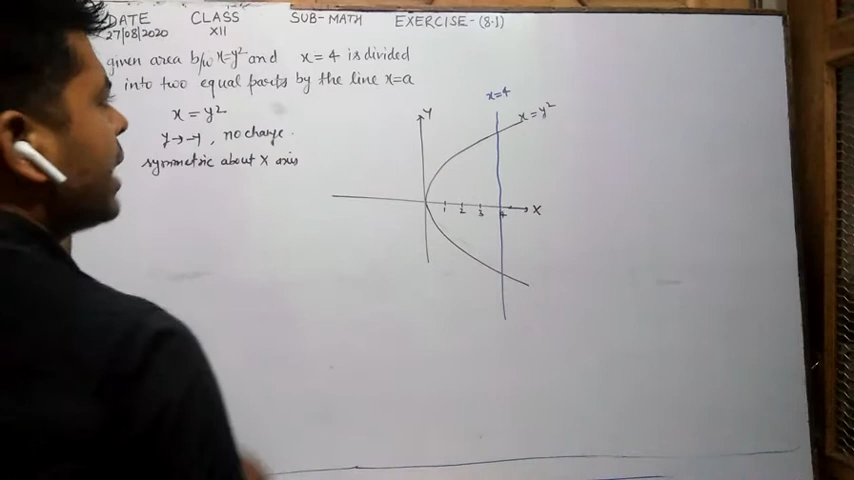 DATE CLASS SUB-MATH EXERCISE-(8.1)
27/08/2020 XII
given area b/w x=y² and x=4 is divided
into two equal parts by the line x=a
x = y²
y→-y, no change.
symmetric about X axis
x=4
Y
x=y²
1 2 3 4 X